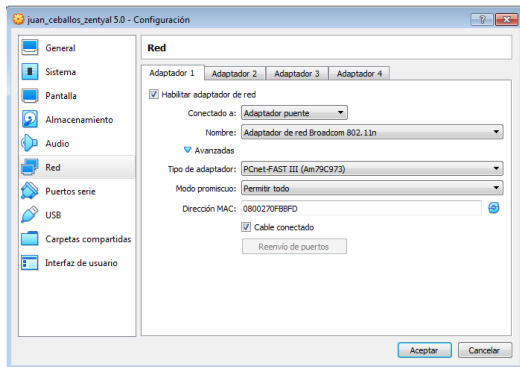 juan_ceballos_zentyal 5.0 - Configuración
General
Sistema
Pantalla
Almacenamiento
Audio
Red
Puertos serie
USB
Carpetas compartidas
Interfaz de usuario
Red
Adaptador 1 Adaptador 2 Adaptador 3 Adaptador 4
Habilitar adaptador de red
Conectado a: Adaptador puente
Nombre: Adaptador de red Broadcom 802.11n
Avanzadas
Tipo de adaptador: PCnet-FAST III (Am79C973)
Modo promiscuo: Permitir todo
Dirección MAC: 0800270FBBFD
Cable conectado
Reenvío de puertos
Aceptar Cancelar